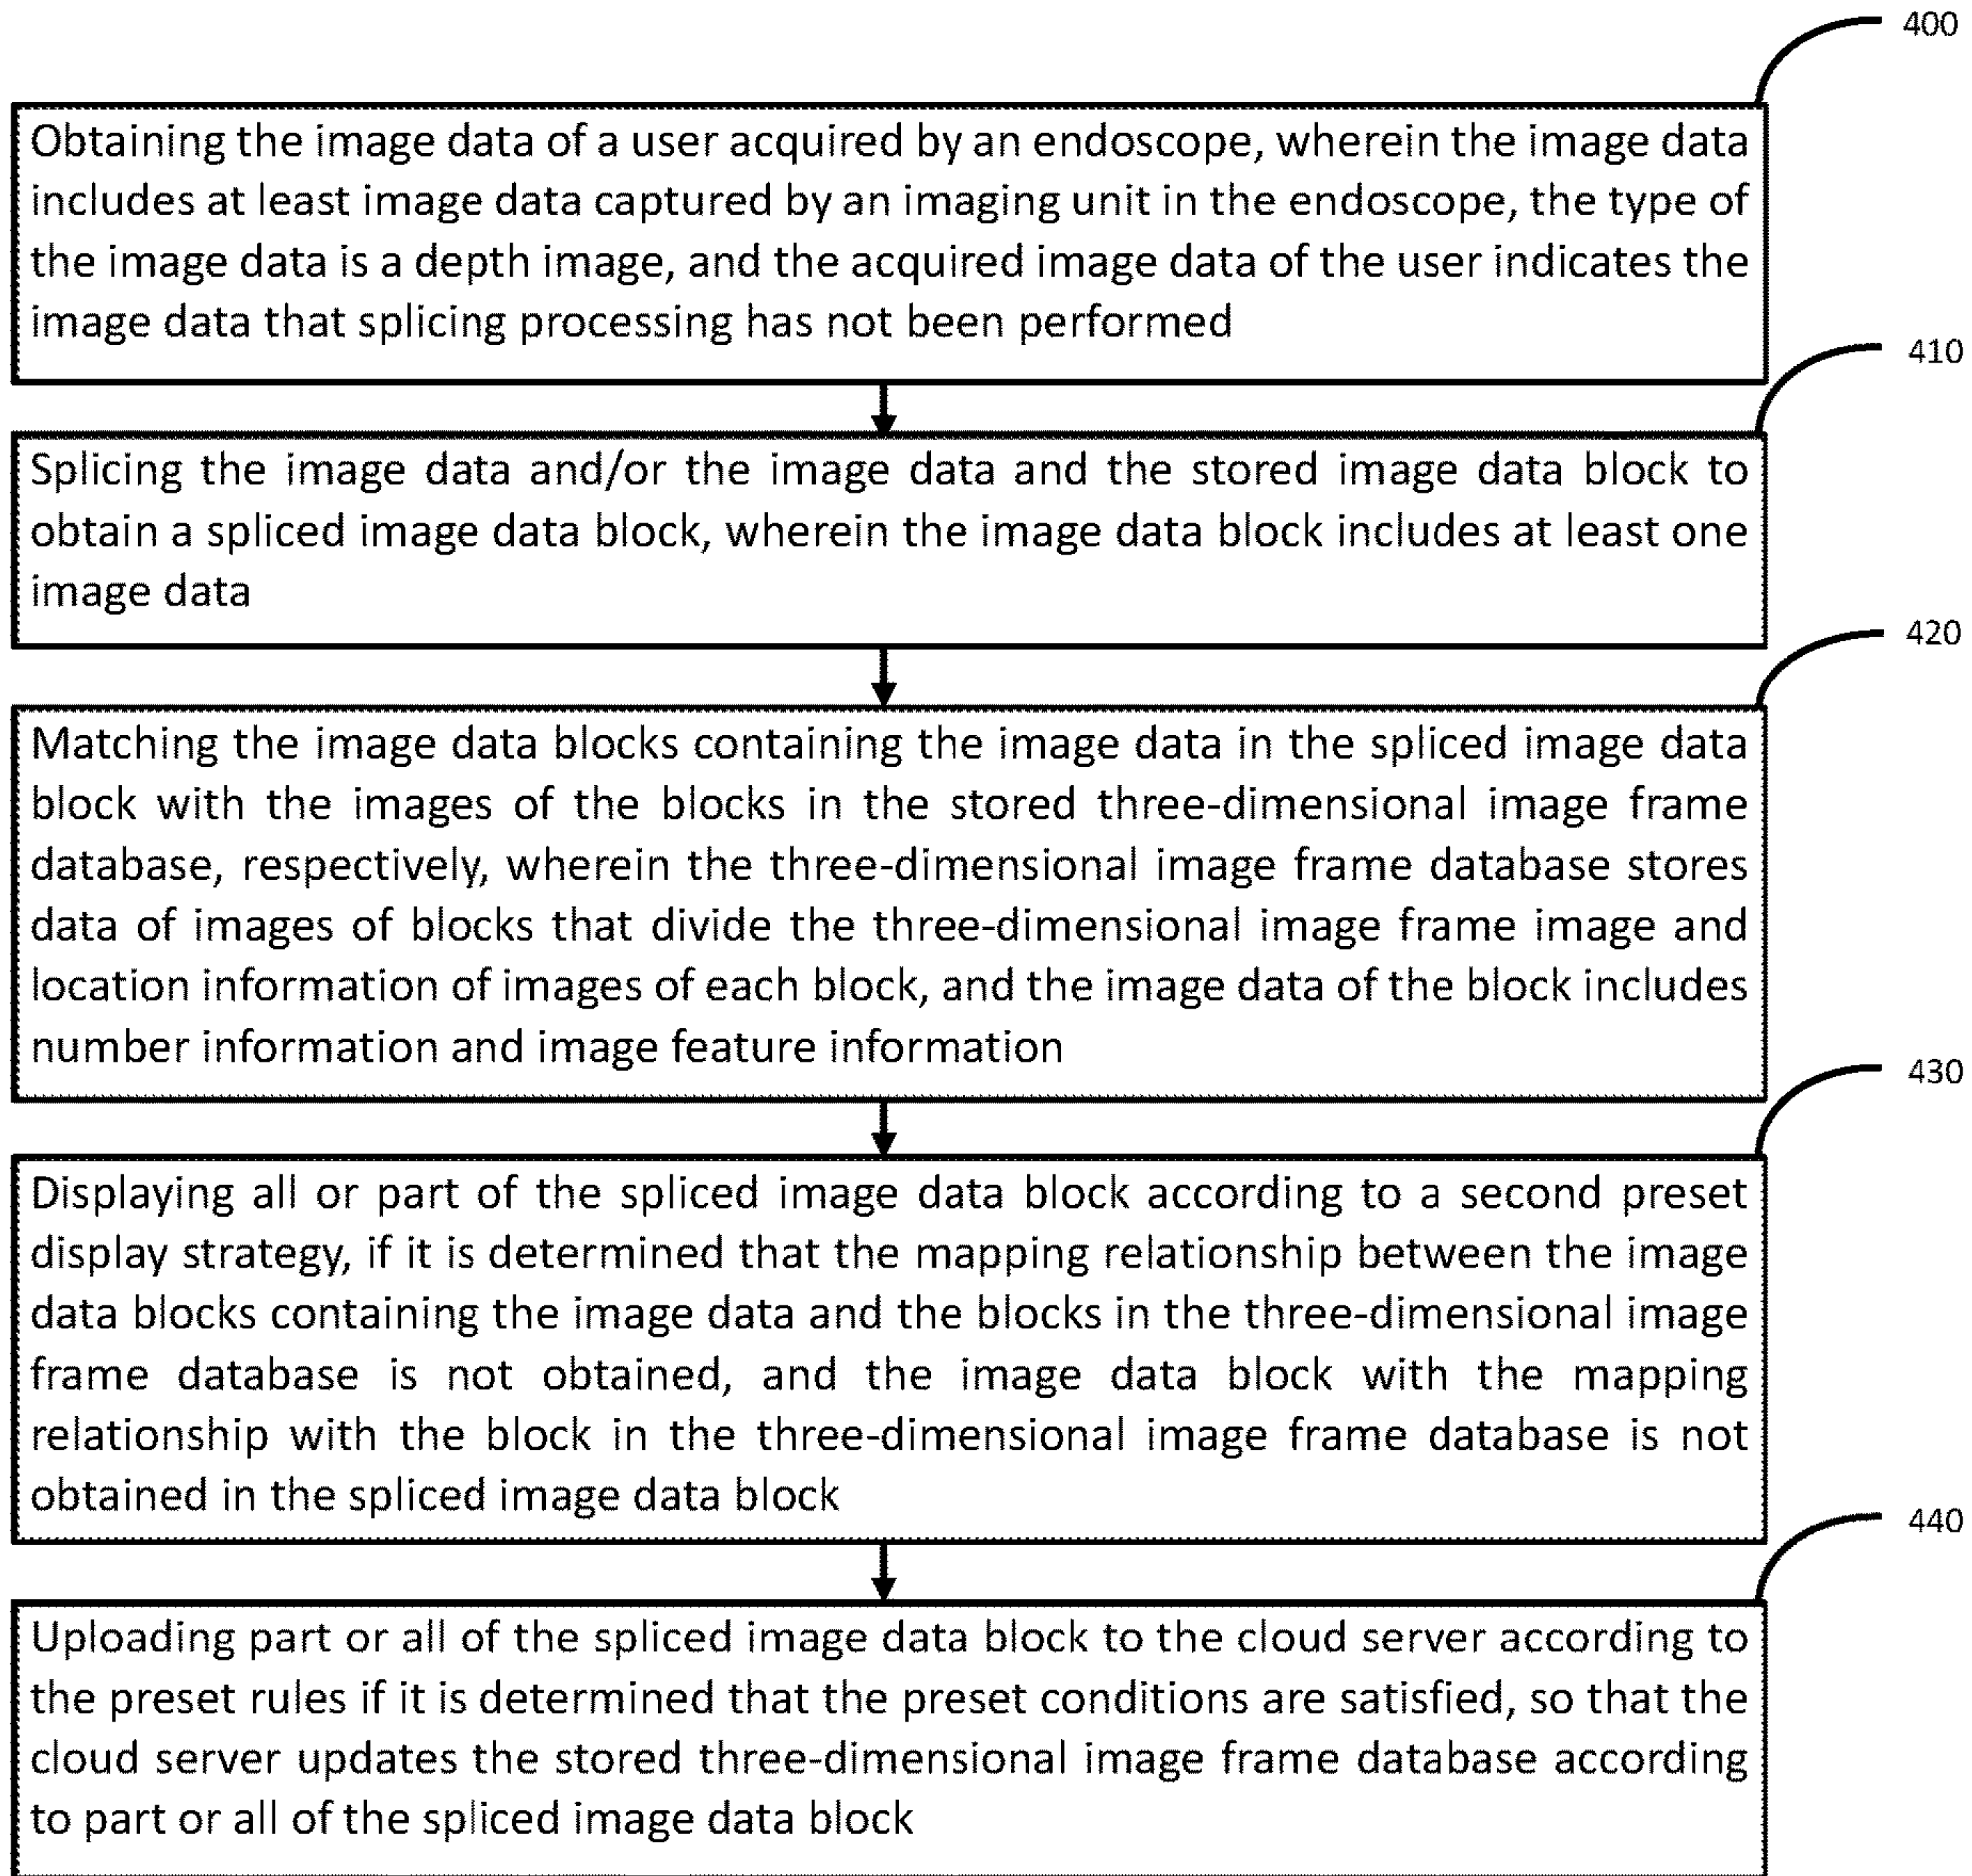 400
Obtaining the image data of a user acquired by an endoscope, wherein the image data
includes at least image data captured by an imaging unit in the endoscope, the type of
the image data is a depth image, and the acquired image data of the user indicates the
image data that splicing processing has not been performed
410
Splicing the image data and/or the image data and the stored image data block to
obtain a spliced image data block, wherein the image data block includes at least one
image data
420
Matching the image data blocks containing the image data in the spliced image data
block with the images of the blocks in the stored three-dimensional image frame
database, respectively, wherein the three-dimensional image frame database stores
data of images of blocks that divide the three-dimensional image frame image and
location information of images of each block, and the image data of the block includes
number information and image feature information
430
Displaying all or part of the spliced image data block according to a second preset
display strategy, if it is determined that the mapping relationship between the image
data blocks containing the image data and the blocks in the three-dimensional image
frame database is not obtained, and the image data block with the mapping
relationship with the block in the three-dimensional image frame database is not
obtained in the spliced image data block
440
Uploading part or all of the spliced image data block to the cloud server according to
the preset rules if it is determined that the preset conditions are satisfied, so that the
cloud server updates the stored three-dimensional image frame database according
to part or all of the spliced image data block